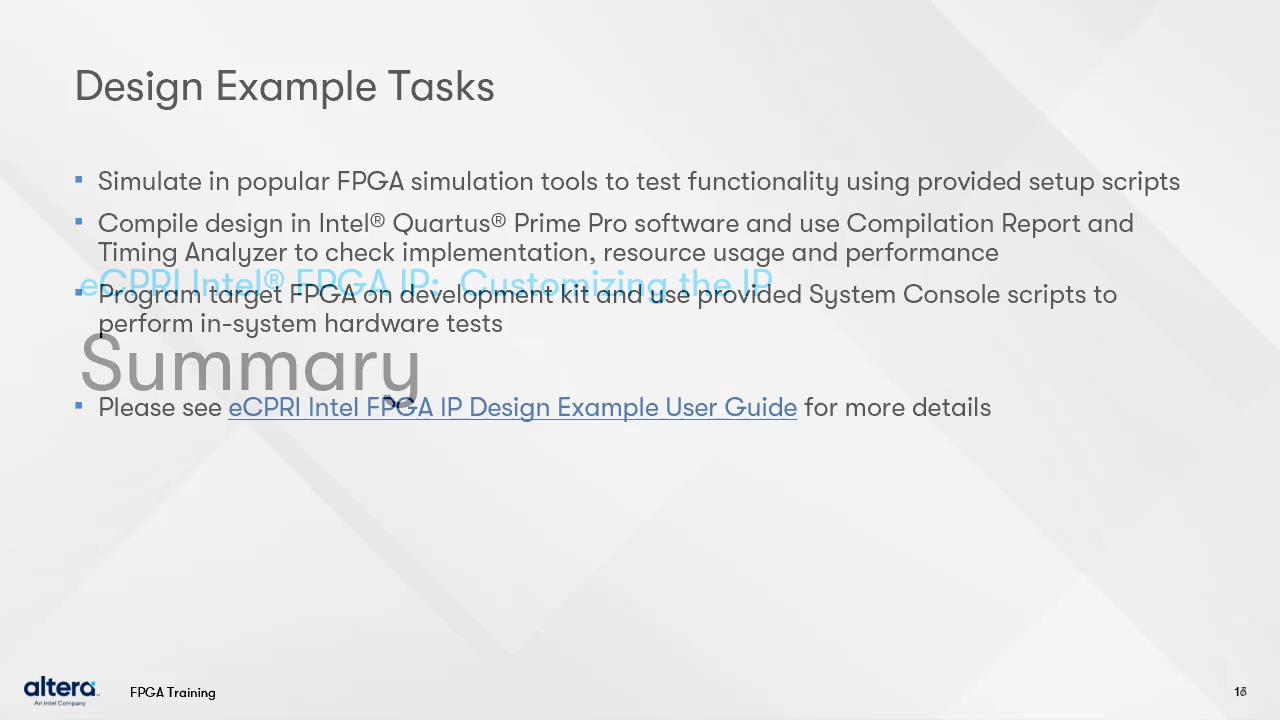 Design Example Tasks
▪ Simulate in popular FPGA simulation tools to test functionality using provided setup scripts
▪ Compile design in Intel® Quartus® Prime Pro software and use Compilation Report and
Timing Analyzer to check implementation, resource usage and performance
eCPRI Intel® FPGA IP: Customizing the IP
▪ Program target FPGA on development kit and use provided System Console scripts to
perform in-system hardware tests
Summary
▪ Please see eCPRI Intel FPGA IP Design Example User Guide for more details
altera
An Intel Company
FPGA Training